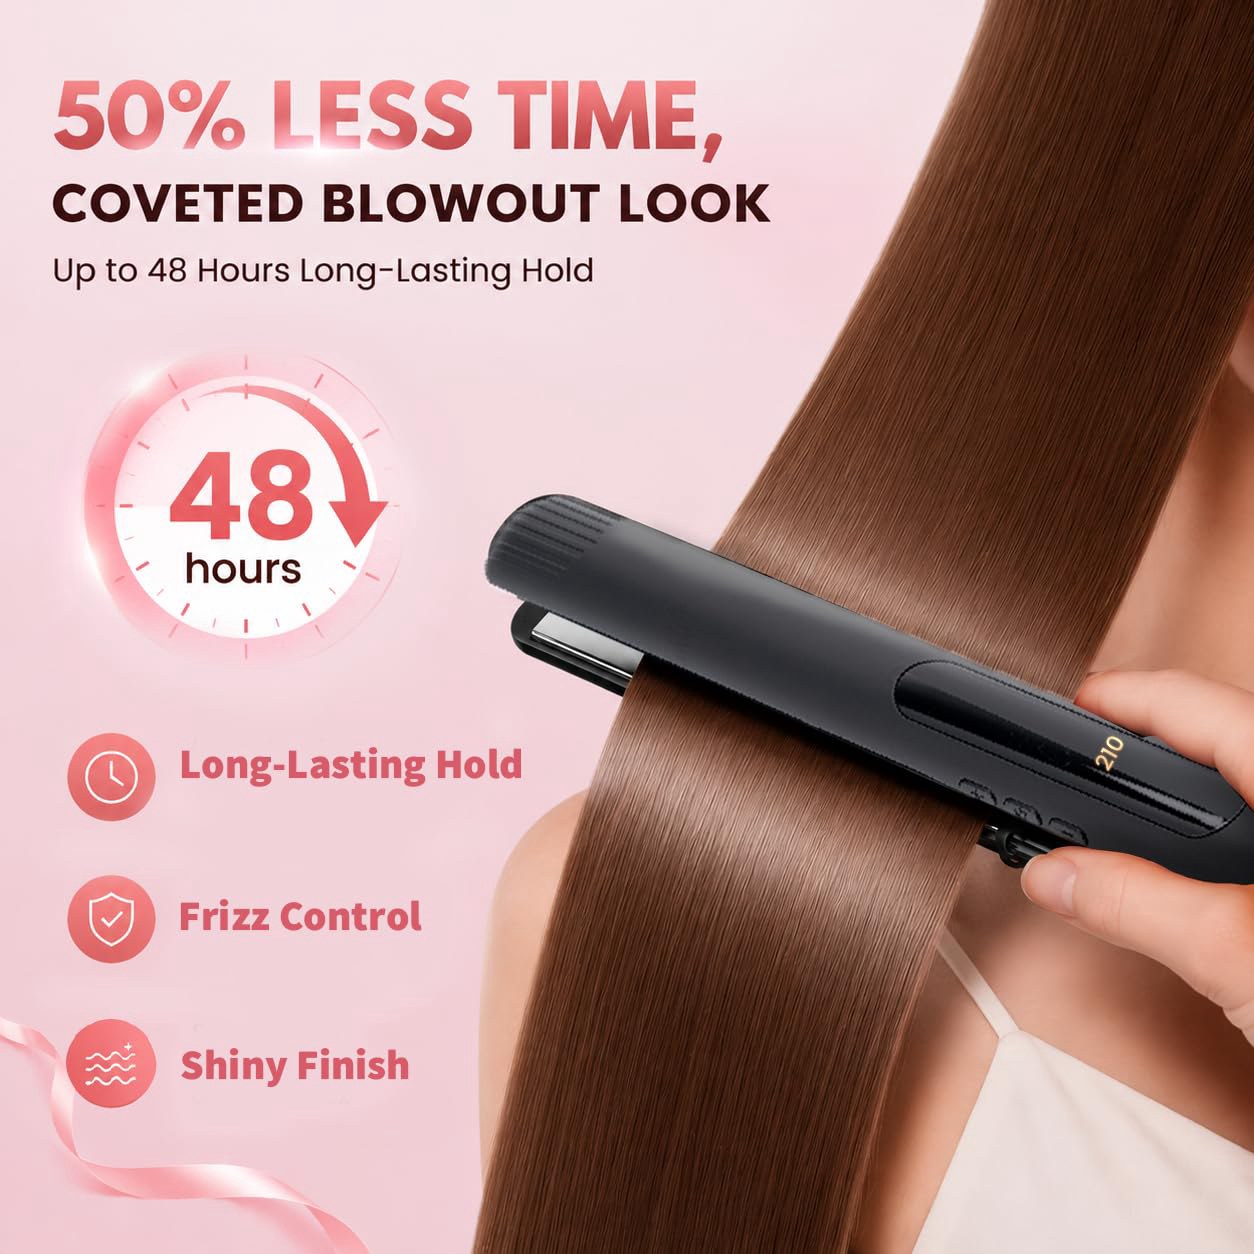 50% LESS TIME,
COVETED BLOWOUT LOOK
Up to 48 Hours Long-Lasting Hold
48
hours
Long-Lasting Hold
Frizz Control
Shiny Finish
210